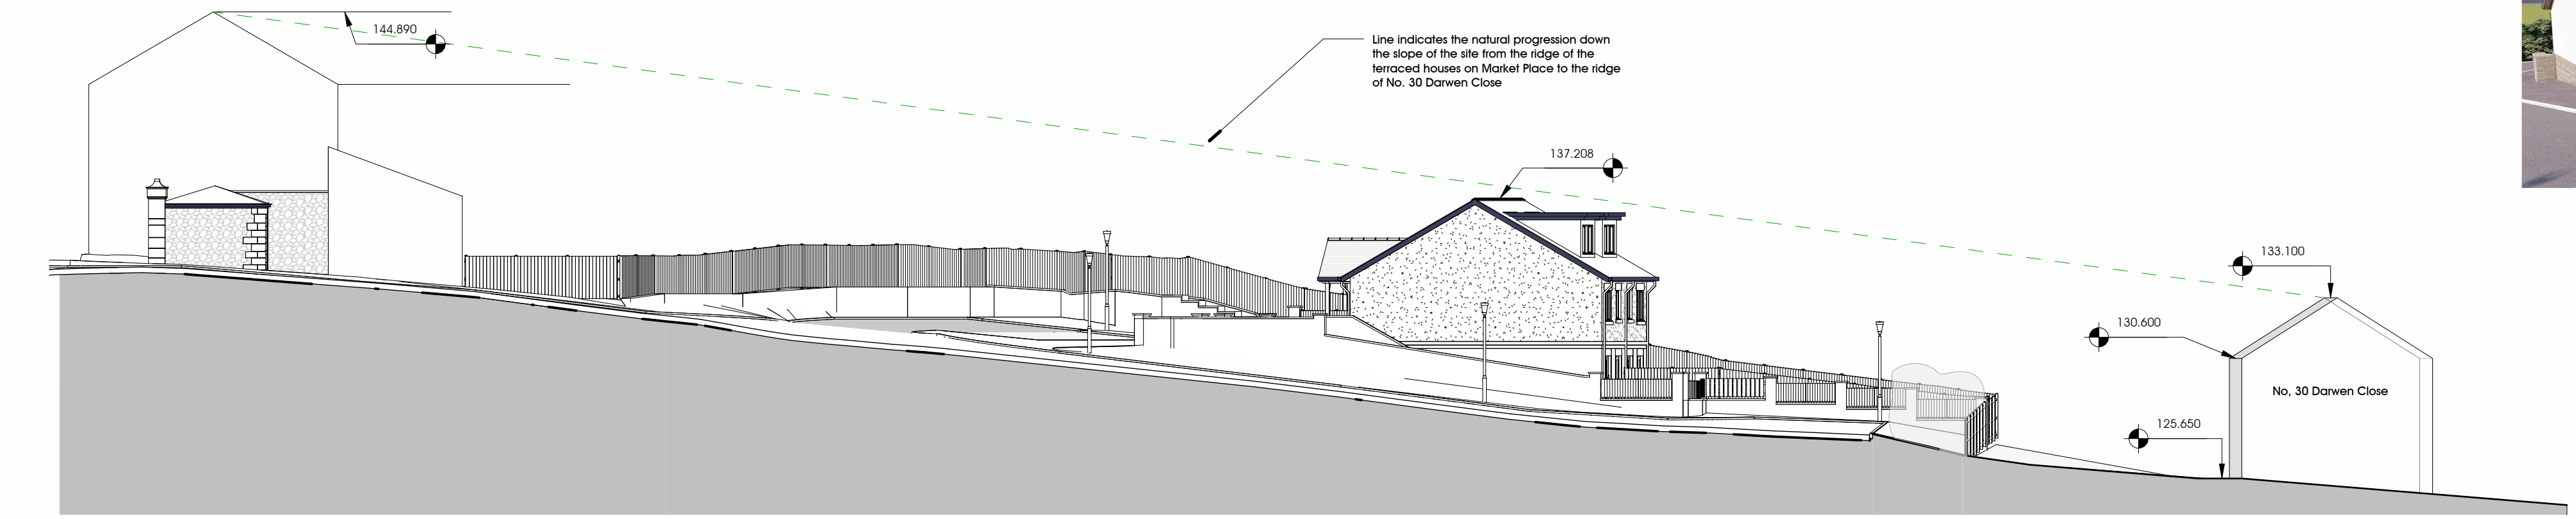 144.890
Line indicates the natural progression down
the slope of the site from the ridge of the
terraced houses on Market Place to the ridge
of No. 30 Darwen Close
137.208
133.100
130.600
No, 30 Darwen Close
125.650